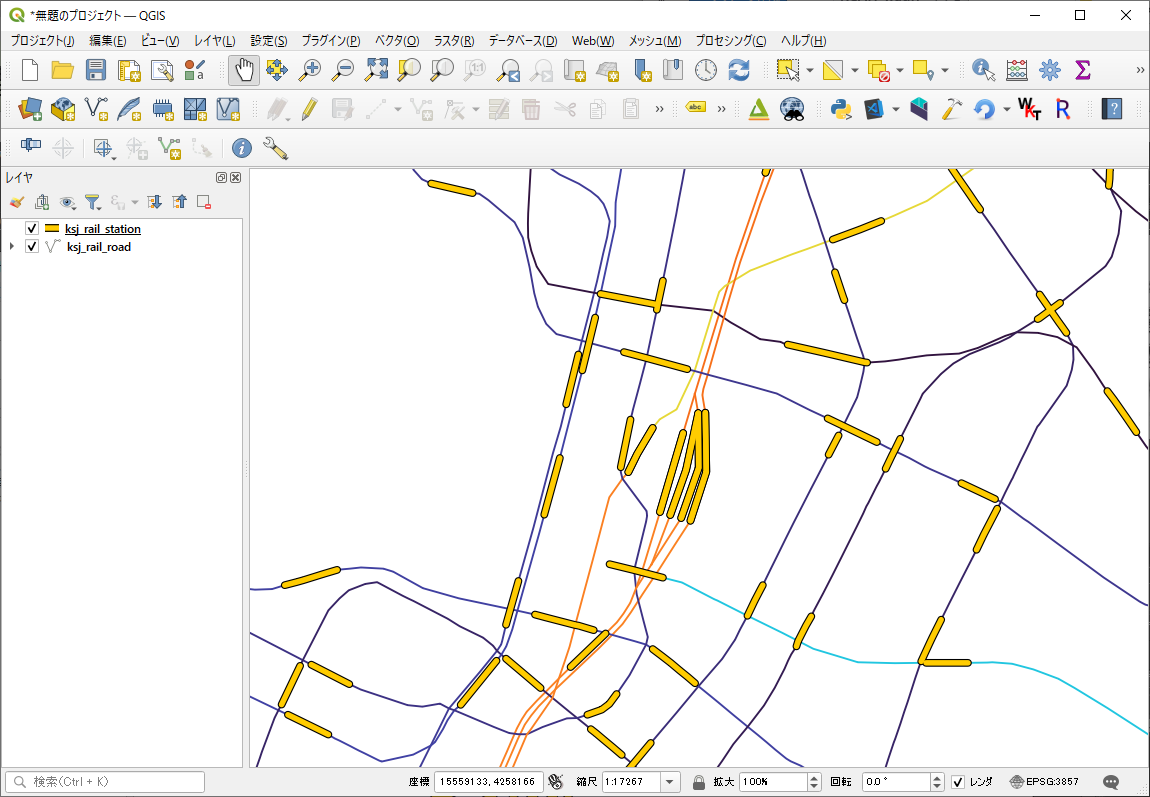 *無題のプロジェクト — QGIS
プロジェクト(J) 編集(E) ビュー(V) レイヤ(L) 設定(S) プラグイン(P) ベクタ(O) ラスタ(R) データベース(D) Web(W) メッシュ(M) プロセシング(C) ヘルプ(H)
1:1
abc
WKT R
レイヤ
ksj_rail_station
ksj_rail_road
検索(Ctrl + K) 座標 15559133, 4258166 縮尺 1:17267 拡大 100% 回転 0.0 ° レンダ EPSG:3857